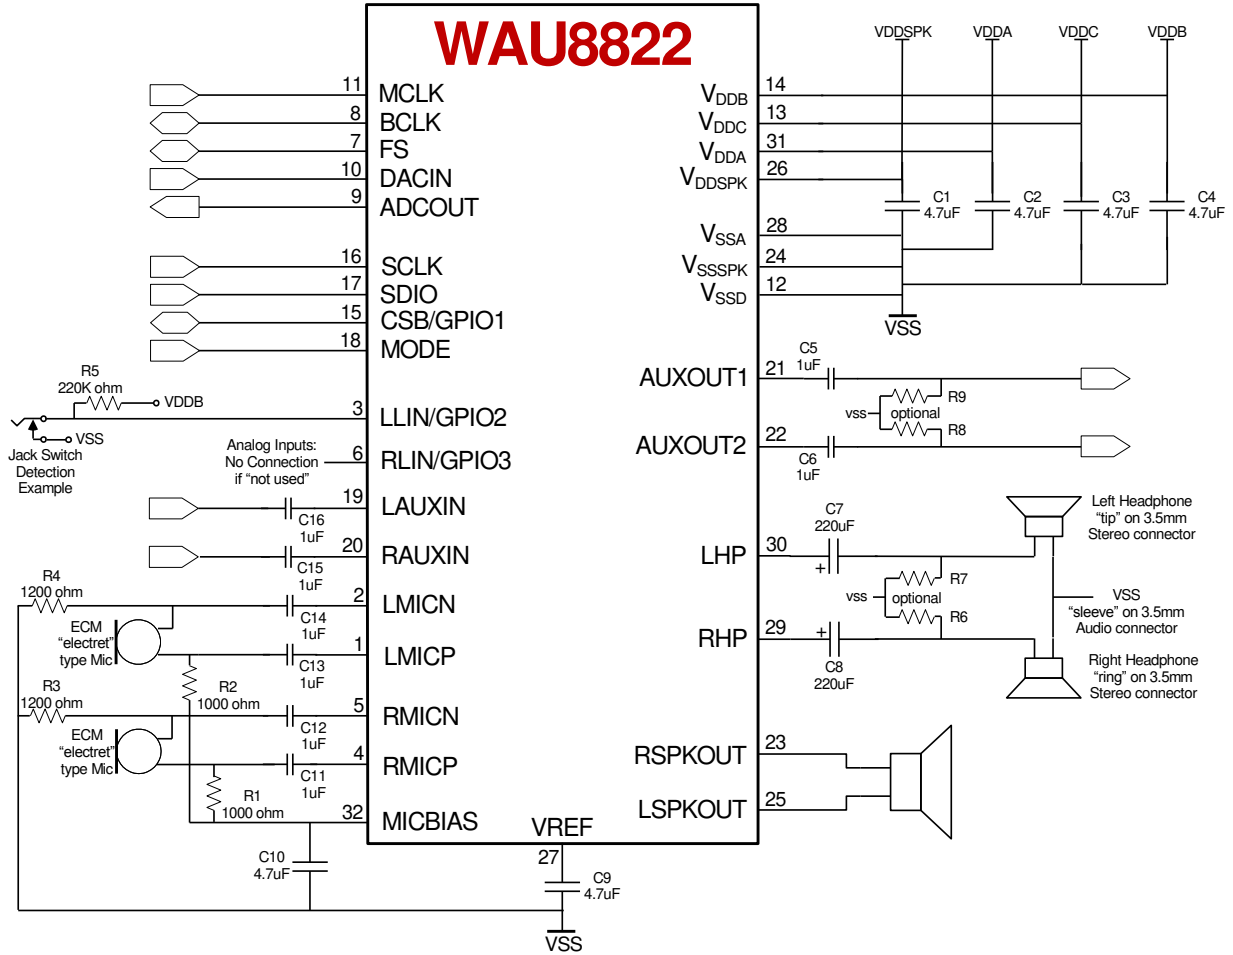 WAU8822
VDDSPK
VDDA
VDDC
VDDB
11
MCLK
8
BCLK
7
FS
10
DACIN
9
ADCOUT
16
SCLK
17
SDIO
15
CSB/GPIO1
18
MODE
14
VDDB
13
VDDC
31
VDDA
26
VDDSPK
28
VSSA
24
VSSSPK
12
VSSD
C1
4.7uF
C2
4.7uF
C3
4.7uF
C4
4.7uF
VSS
R5
220K ohm
VDDB
VSS
Jack Switch
Detection
Example
3
LLIN/GPIO2
Analog Inputs:
No Connection
if “not used”
6
RLIN/GPIO3
19
LAUXIN
C16
1uF
20
RAUXIN
C15
1uF
R4
1200 ohm
2
LMICN
C14
1uF
ECM
“electret”
type Mic
1
LMICP
C13
1uF
R3
1200 ohm
R2
1000 ohm
5
RMICN
C12
1uF
ECM
“electret”
type Mic
4
RMICP
C11
1uF
R1
1000 ohm
32
MICBIAS
C10
4.7uF
VREF
27
C9
4.7uF
VSS
AUXOUT1
21
C5
1uF
R9
vss
optional
R8
AUXOUT2
22
C6
1uF
LHP
30
C7
220uF
+
R7
vss
optional
R6
RHP
29
+
C8
220uF
Left Headphone
“tip” on 3.5mm
Stereo connector
VSS
“sleeve” on 3.5mm
Audio connector
Right Headphone
“ring” on 3.5mm
Stereo connector
RSPKOUT
23
LSPKOUT
25